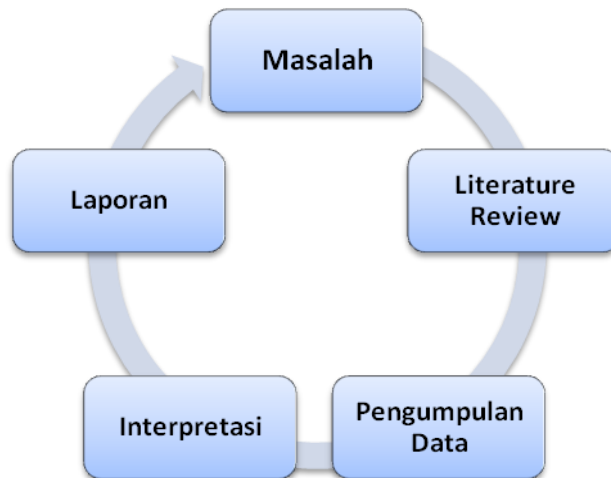 Masalah
Literature
Review
Pengumpulan
Data
Interpretasi
Laporan